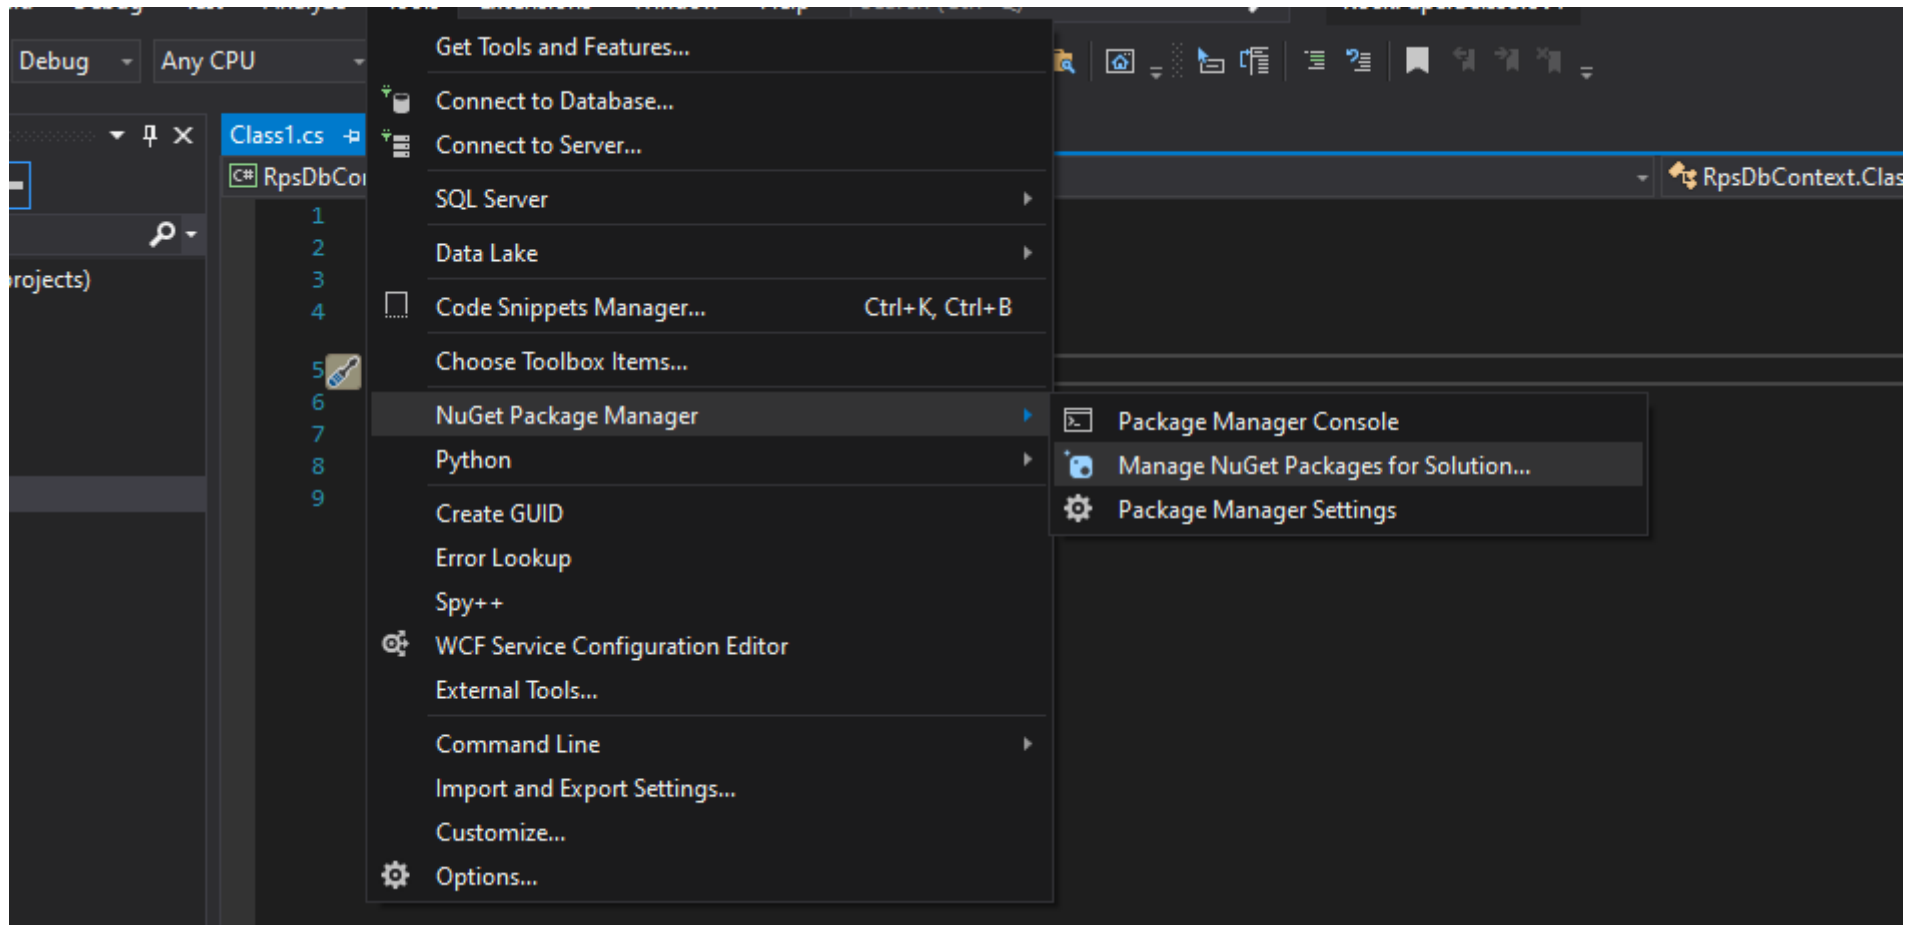 Debug Any CPU
Class1.cs
C# RpsDbCon
RpsDbContext.Clas
rojects)
1
2
3
4
5
6
7
8
9
Get Tools and Features...
Connect to Database...
Connect to Server...
SQL Server
Data Lake
Code Snippets Manager... Ctrl+K, Ctrl+B
Choose Toolbox Items...
NuGet Package Manager
Python
Create GUID
Error Lookup
Spy++
WCF Service Configuration Editor
External Tools...
Command Line
Import and Export Settings...
Customize...
Options...
Package Manager Console
Manage NuGet Packages for Solution...
Package Manager Settings